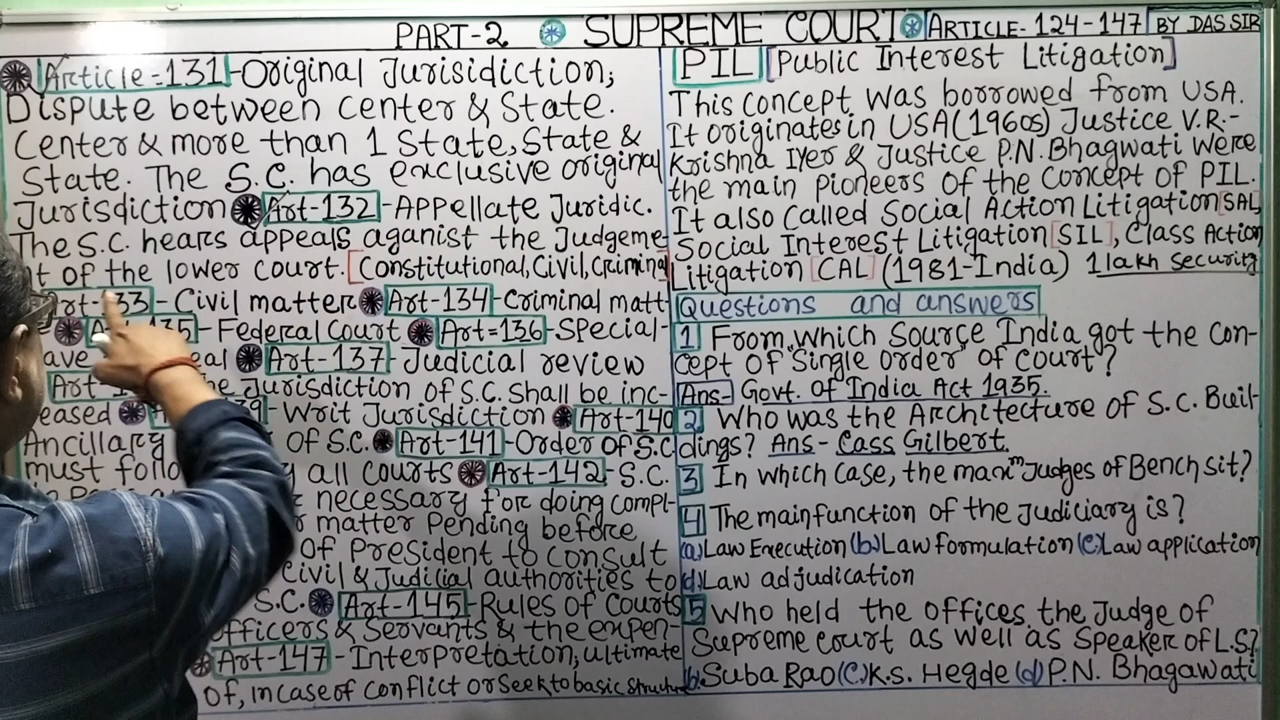 PART-2 SUPREME COURT ARTICLE-124-147 BY DAS SIR
Article=131-Original Jurisidiction;
Dispute between center & State.
Center & more than 1 State, State &
State. The S.C. has exclusive original
Jurisdiction Art-132-Appellate Juridic.
The S.C. hears appeals aganist the Judgeme
t of the lower court. [Constitutional, Civil, Crimina
Art-133-Civil matter Art-134-Criminal matt
135-Federal Court Art=136-Special-
ave eal Art-137-Judicial review
Art Jurisdiction of S.C. Shall be inc-
eased 9-Writ Jurisdiction Art-140
Ancillary of S.C. Art-141-Order of S.C.
must follo all courts Art-142-S.C.
necessary for doing compl-
matter Pending before
of President to consult
Civil & Judicial authorities to
S.C. Art-145-Rules of Courts
officers & Servants & the expen-
Art-147-Interpretation, ultimate
of, incase of conflict or seek to basic structure
PIL [Public Interest Litigation]
This concept was borrowed from USA.
It originates in USA (1960s) Justice V.R.-
Krishna Iyer & Justice P.N. Bhagwati were
the main pioneers of the concept of PIL.
It also called Social Action Litigation [SAL,
Social Interest Litigation [SIL], Class Action
Litigation [CAL] (1981-India) 1 lakh security
Questions and answers
1 From, which Source India got the con-
cept of Single order of court?
Ans- Govt. of India Act 1935.
2 Who was the Architecture of S.C. Buil-
dings? Ans- Cass Gilbert.
3 In which case, the maxm Judges of Bench sit?
4 The main function of the Judiciary is?
(a) Law Execution (b) Law formulation (c) Law application
(d) Law adjudication
5 Who held the offices, the Judge of
Supreme court as well as Speaker of L.S?
(b. Suba Rao (c) K.S. Hegde (d) P.N. Bhagawati